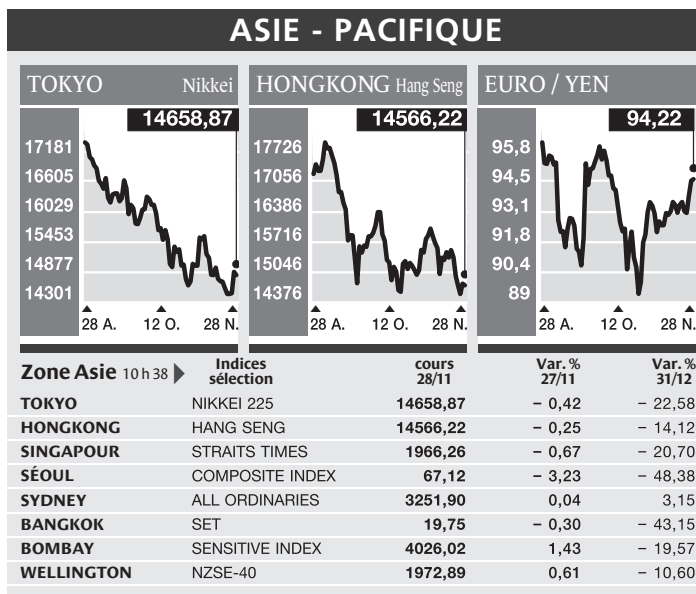 ASIE - PACIFIQUE
TOKYO Nikkei
14658,87
17181
16605
16029
15453
14877
14301
28 A. 12 O. 28 N.
HONGKONG Hang Seng
14566,22
17726
17056
16386
15716
15046
14376
28 A. 12 O. 28 N.
EURO / YEN
94,22
95,8
94,5
93,1
91,8
90,4
89
28 A. 12 O. 28 N.
Zone Asie 10 h 38 Indices sélection cours 28/11 Var. % 27/11 Var. % 31/12
TOKYO NIKKEI 225 14658,87 – 0,42 – 22,58
HONGKONG HANG SENG 14566,22 – 0,25 – 14,12
SINGAPOUR STRAITS TIMES 1966,26 – 0,67 – 20,70
SÉOUL COMPOSITE INDEX 67,12 – 3,23 – 48,38
SYDNEY ALL ORDINARIES 3251,90 0,04 3,15
BANGKOK SET 19,75 – 0,30 – 43,15
BOMBAY SENSITIVE INDEX 4026,02 1,43 – 19,57
WELLINGTON NZSE-40 1972,89 0,61 – 10,60